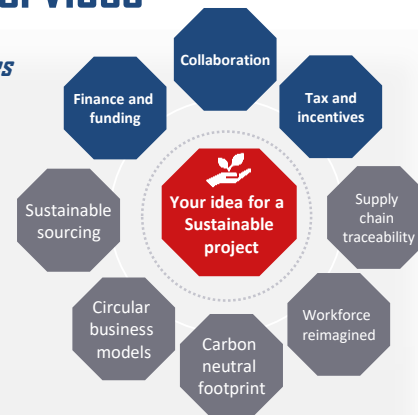 Collaboration
Finance and
funding
Tax and
incentives
Your idea for a
Sustainable
project
Sustainable
sourcing
Supply
chain
traceability
Circular
business
models
Workforce
reimagined
Carbon
neutral
footprint